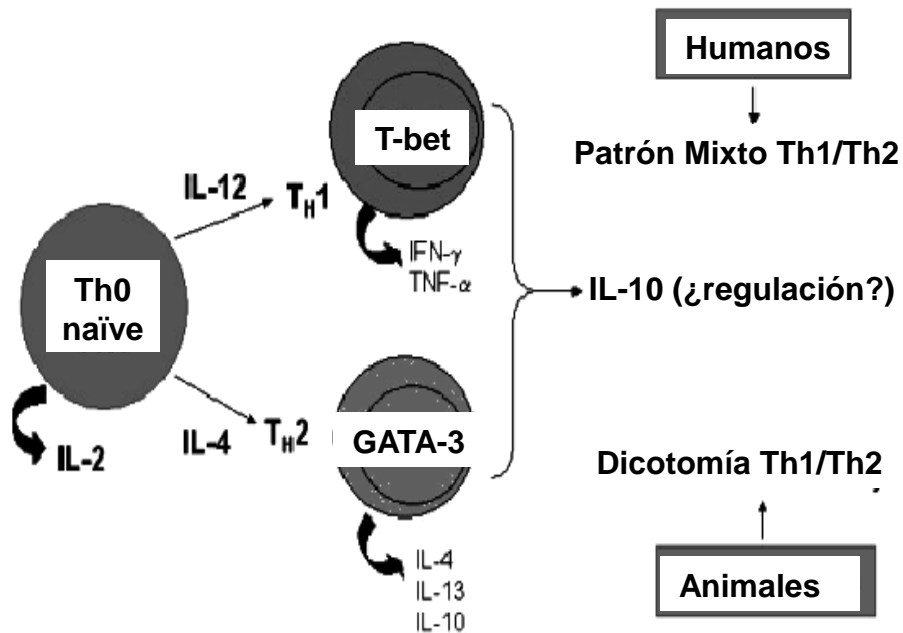 Humanos
T-bet
Patrón Mixto Th1/Th2
IL-12
TH1
IFN-γ
TNF-α
Th0
naïve
IL-10 (¿regulación?)
IL-4
TH2
GATA-3
IL-2
Dicotomía Th1/Th2
IL-4
IL-13
IL-10
Animales